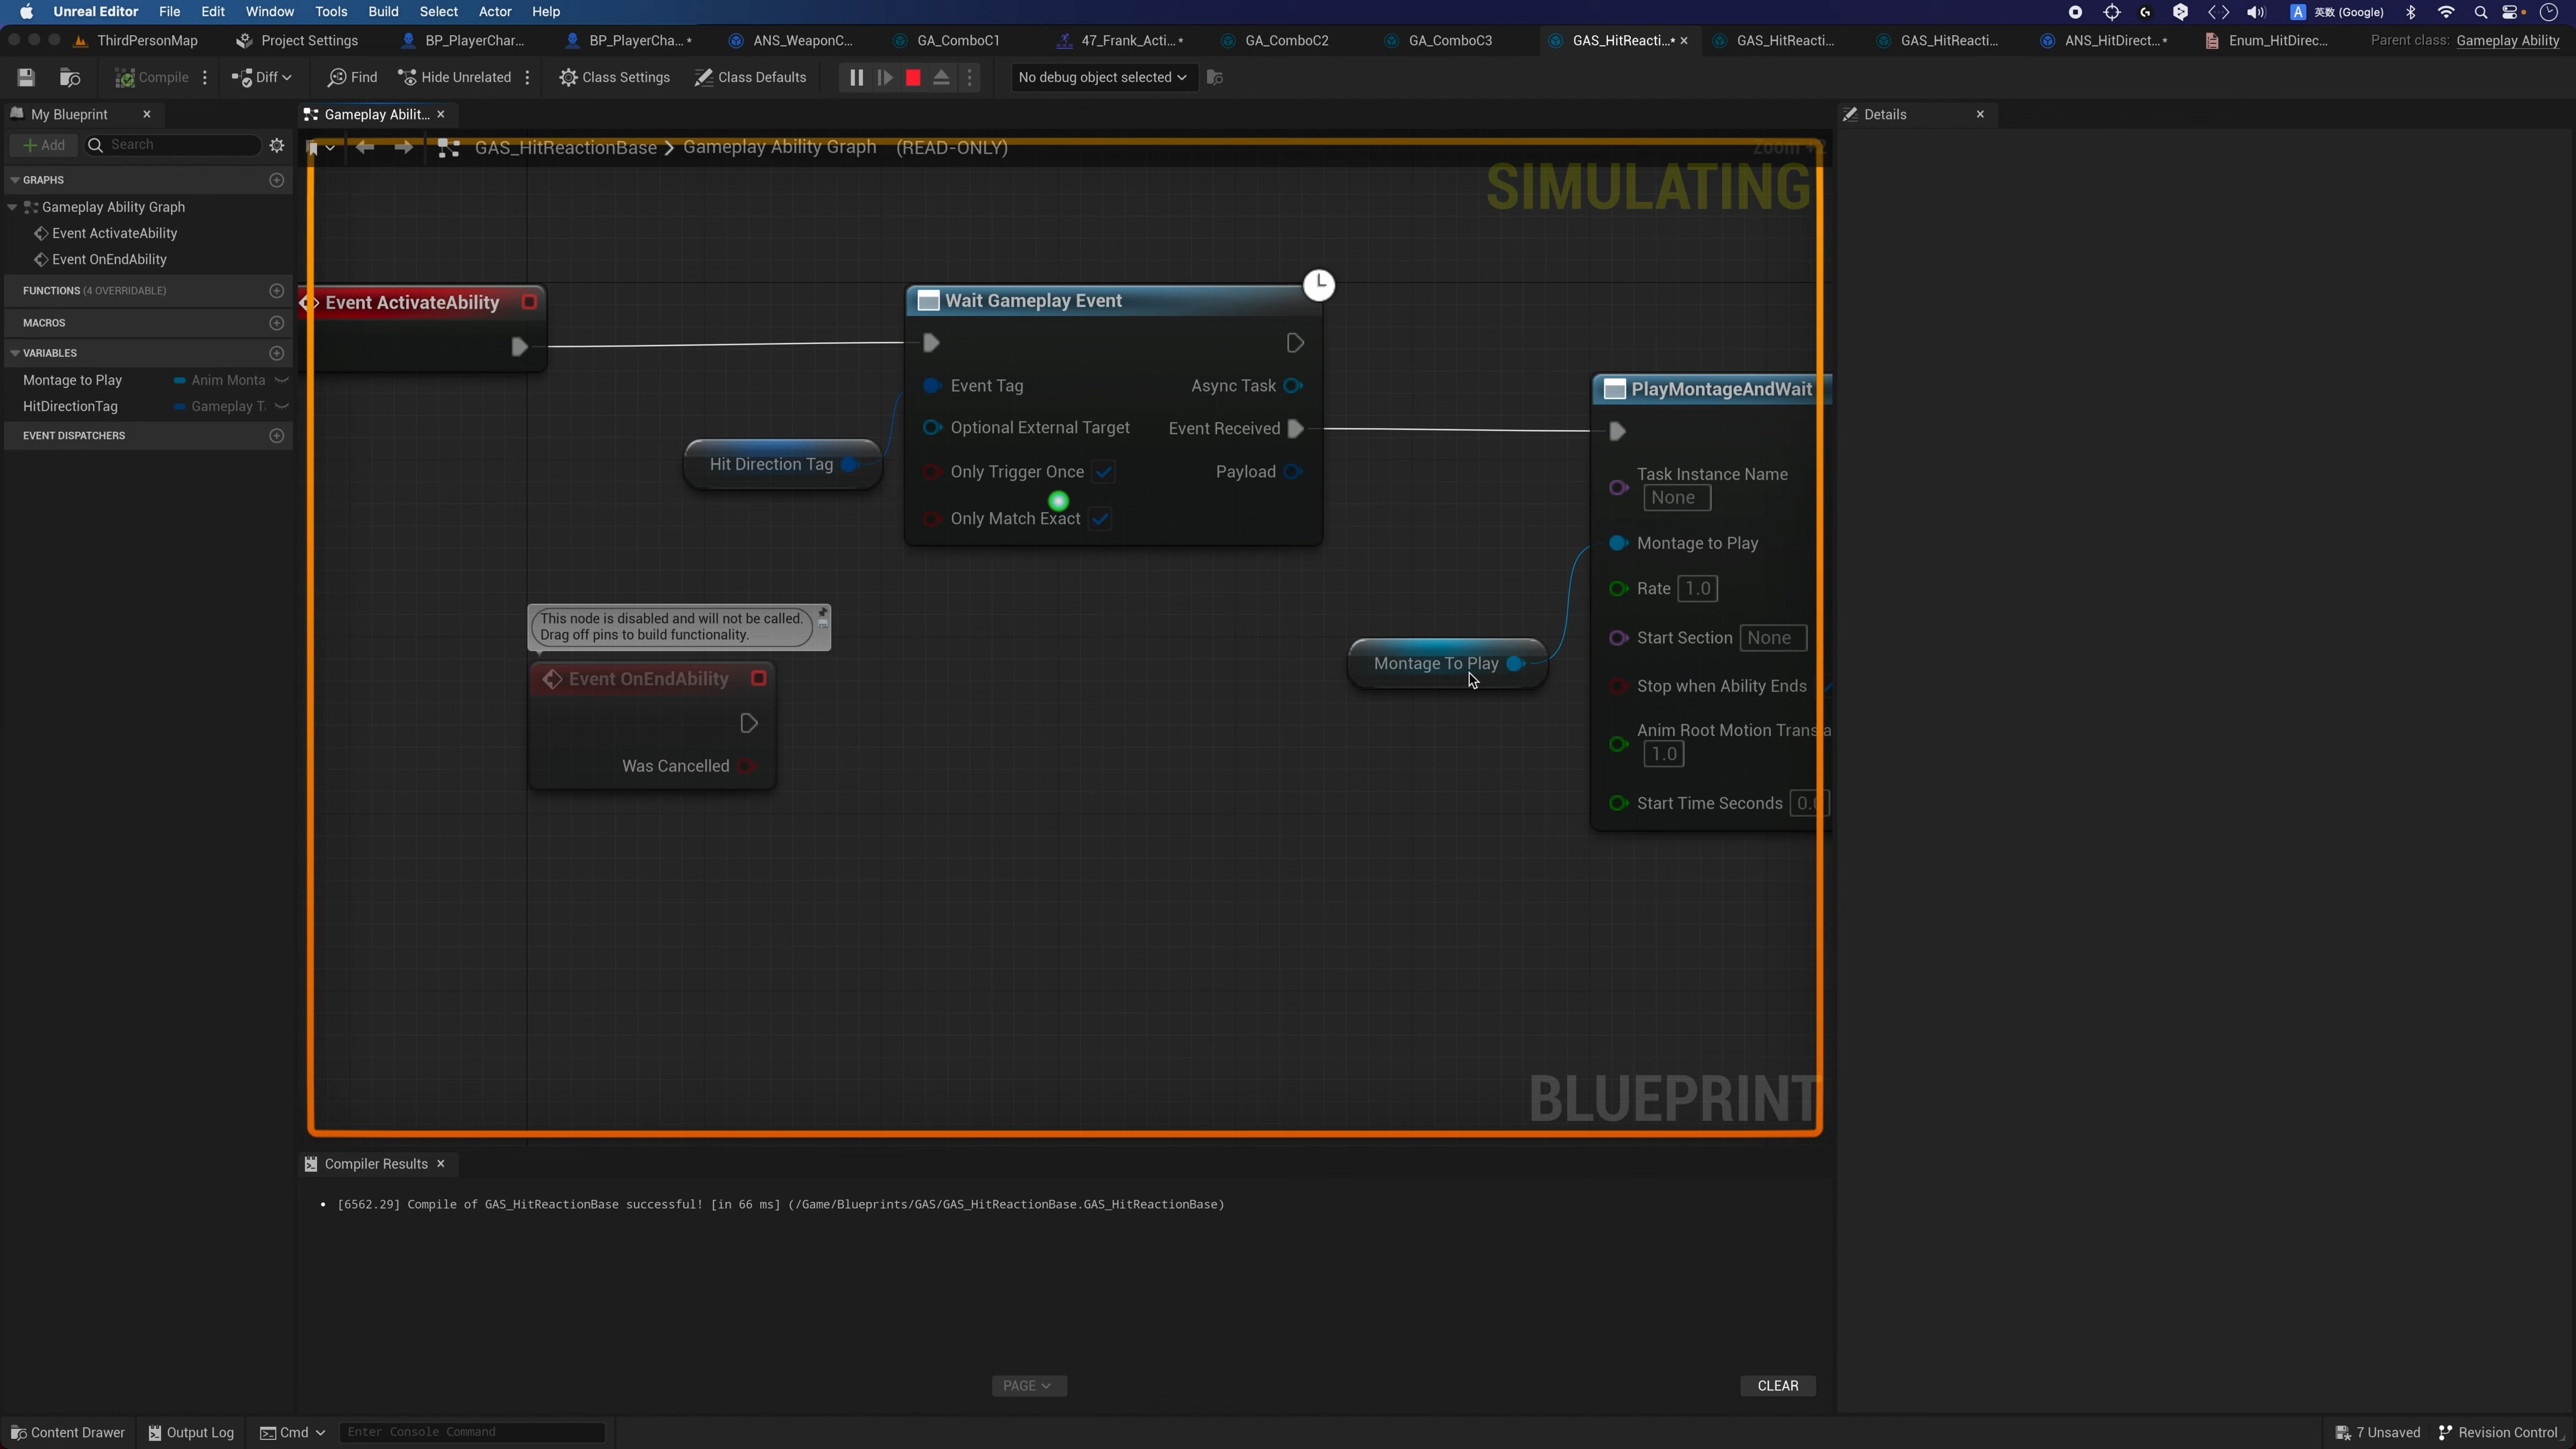 Unreal Editor File Edit Window Tools Build Select Actor Help A 英数 (Google)
ThirdPersonMap Project Settings BP_PlayerChar... BP_PlayerCha...* ANS_WeaponC... GA_ComboC1 47_Frank_Acti...* GA_ComboC2 GA_ComboC3 GAS_HitReacti...* GAS_HitReacti... GAS_HitReacti... ANS_HitDirect...* Enum_HitDirec... Parent class: Gameplay Ability
Compile Diff Find Hide Unrelated Class Settings Class Defaults No debug object selected
My Blueprint
Gameplay Abilit...
Details
+ Add Search
GAS_HitReactionBase > Gameplay Ability Graph (READ-ONLY) Zoom +2
SIMULATING
GRAPHS
Gameplay Ability Graph
Event ActivateAbility
Event OnEndAbility
FUNCTIONS (4 OVERRIDABLE)
MACROS
VARIABLES
Montage to Play Anim Monta
HitDirectionTag Gameplay T
EVENT DISPATCHERS
Event ActivateAbility
Wait Gameplay Event
Event Tag Async Task
Optional External Target Event Received
Only Trigger Once Payload
Only Match Exact
Hit Direction Tag
PlayMontageAndWait
Task Instance Name
None
Montage to Play
Rate 1.0
Start Section None
Stop when Ability Ends
Anim Root Motion Transla
1.0
Start Time Seconds 0.0
Montage To Play
This node is disabled and will not be called.
Drag off pins to build functionality.
Event OnEndAbility
Was Cancelled
BLUEPRINT
Compiler Results
• [6562.29] Compile of GAS_HitReactionBase successful! [in 66 ms] (/Game/Blueprints/GAS/GAS_HitReactionBase.GAS_HitReactionBase)
PAGE CLEAR
Content Drawer Output Log Cmd Enter Console Command 7 Unsaved Revision Control